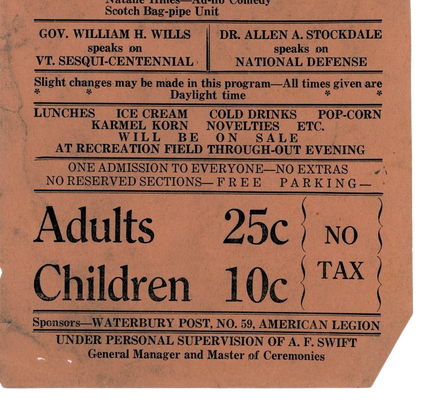 Natalie Hines—Ad-lib Comedy
Scotch Bag-pipe Unit
GOV. WILLIAM H. WILLS
speaks on
VT. SESQUI-CENTENNIAL
DR. ALLEN A. STOCKDALE
speaks on
NATIONAL DEFENSE
Slight changes may be made in this program—All times given are
* * Daylight time * *
LUNCHES ICE CREAM COLD DRINKS POP-CORN
KARMEL KORN NOVELTIES ETC.
WILL BE ON SALE
AT RECREATION FIELD THROUGH-OUT EVENING
ONE ADMISSION TO EVERYONE—NO EXTRAS
NO RESERVED SECTIONS—FREE PARKING—
Adults 25c
Children 10c
NO
TAX
Sponsors—WATERBURY POST, NO. 59, AMERICAN LEGION
UNDER PERSONAL SUPERVISION OF A. F. SWIFT
General Manager and Master of Ceremonies